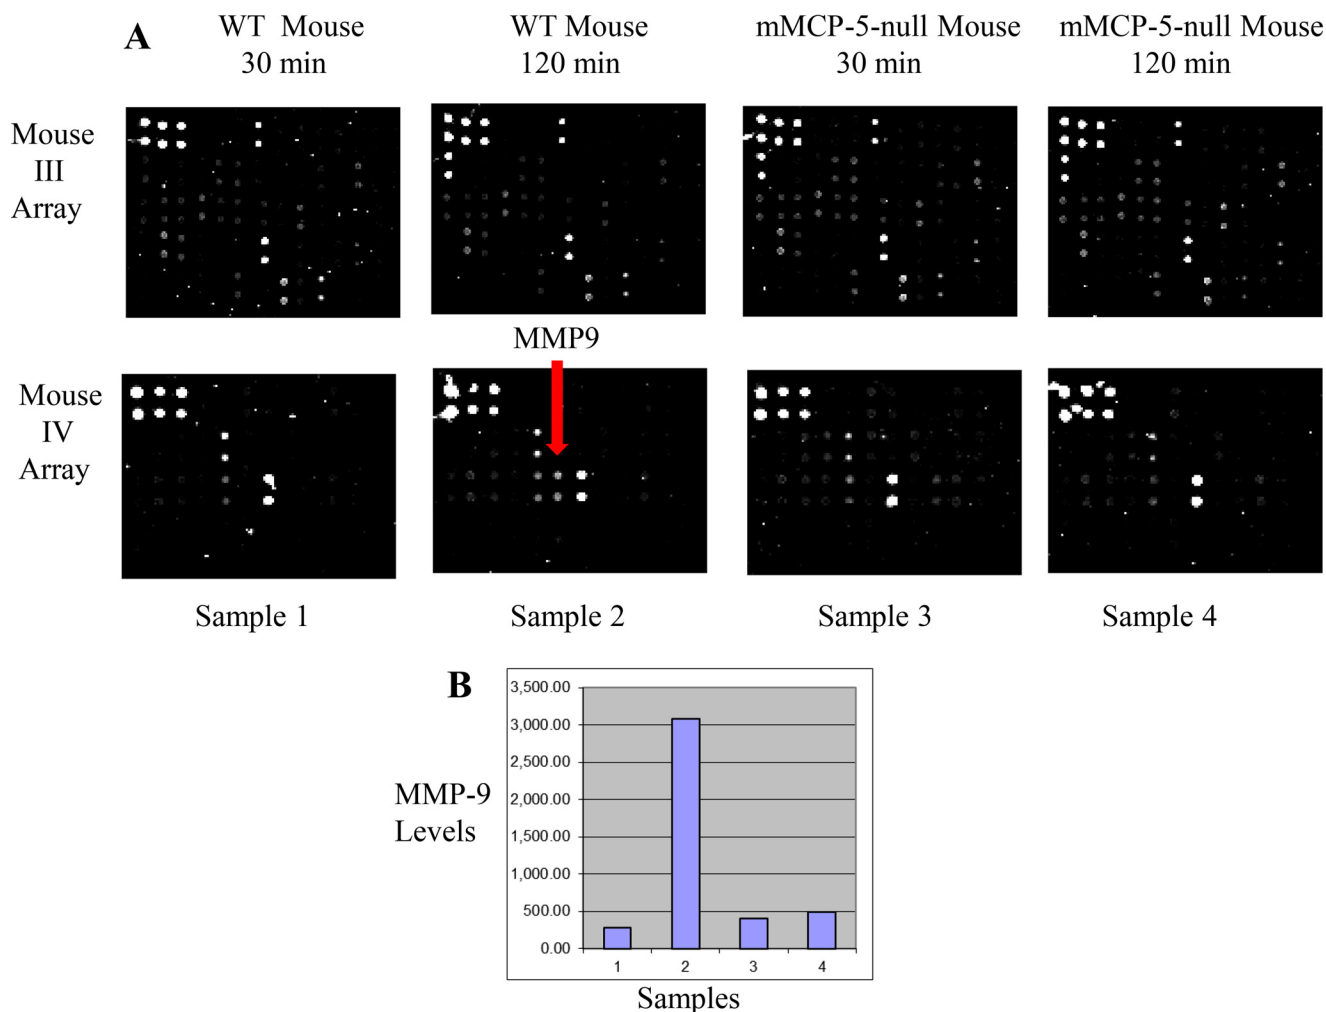 A
WT Mouse
30 min
WT Mouse
120 min
mMCP-5-null Mouse
30 min
mMCP-5-null Mouse
120 min
Mouse
III
Array
MMP9
Mouse
IV
Array
Sample 1
Sample 2
Sample 3
Sample 4
B
3,500.00
3,000.00
2,500.00
2,000.00
1,500.00
1,000.00
500.00
0.00
MMP-9
Levels
1 2 3 4
Samples